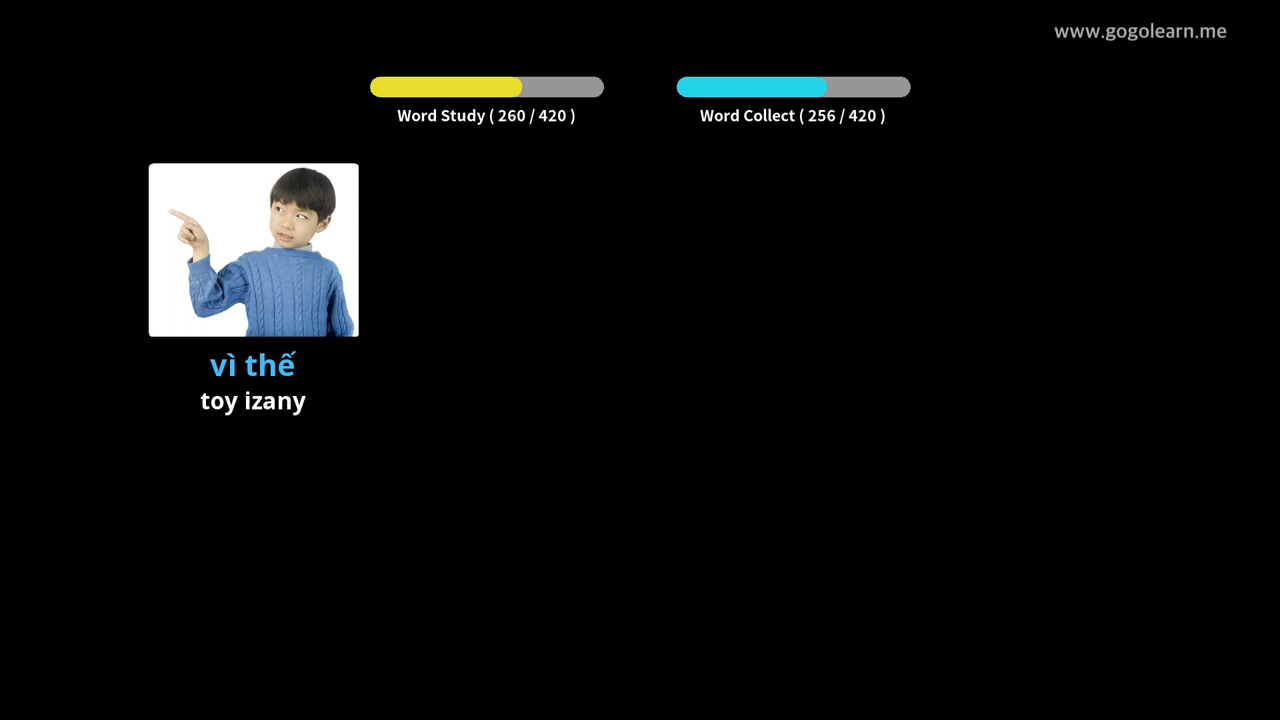 www.gogolearn.me
Word Study ( 260 / 420 )
Word Collect ( 256 / 420 )
vì thế
toy izany